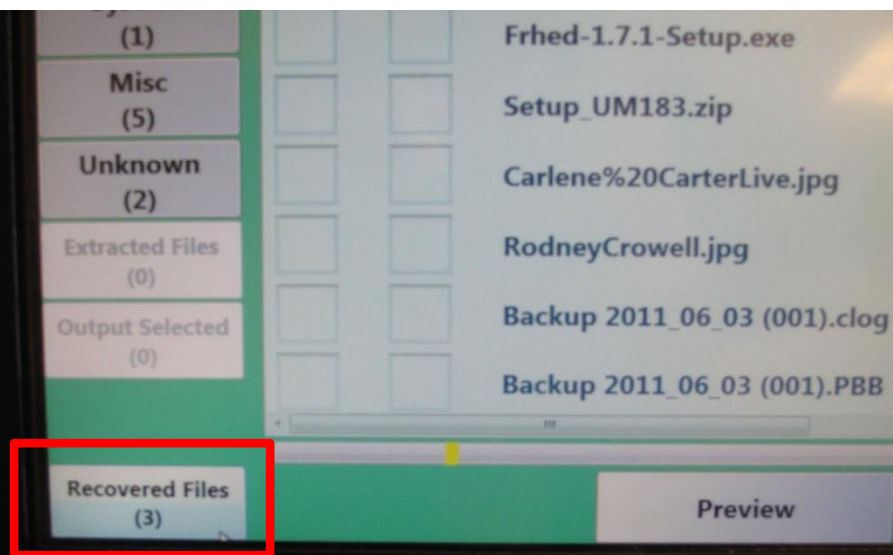 (1)
Misc
(5)
Unknown
(2)
Extracted Files
(0)
Output Selected
(0)
Recovered Files
(3)
Frhed-1.7.1-Setup.exe
Setup_UM183.zip
Carlene%20CarterLive.jpg
RodneyCrowell.jpg
Backup 2011_06_03 (001).clog
Backup 2011_06_03 (001).PBB
Preview